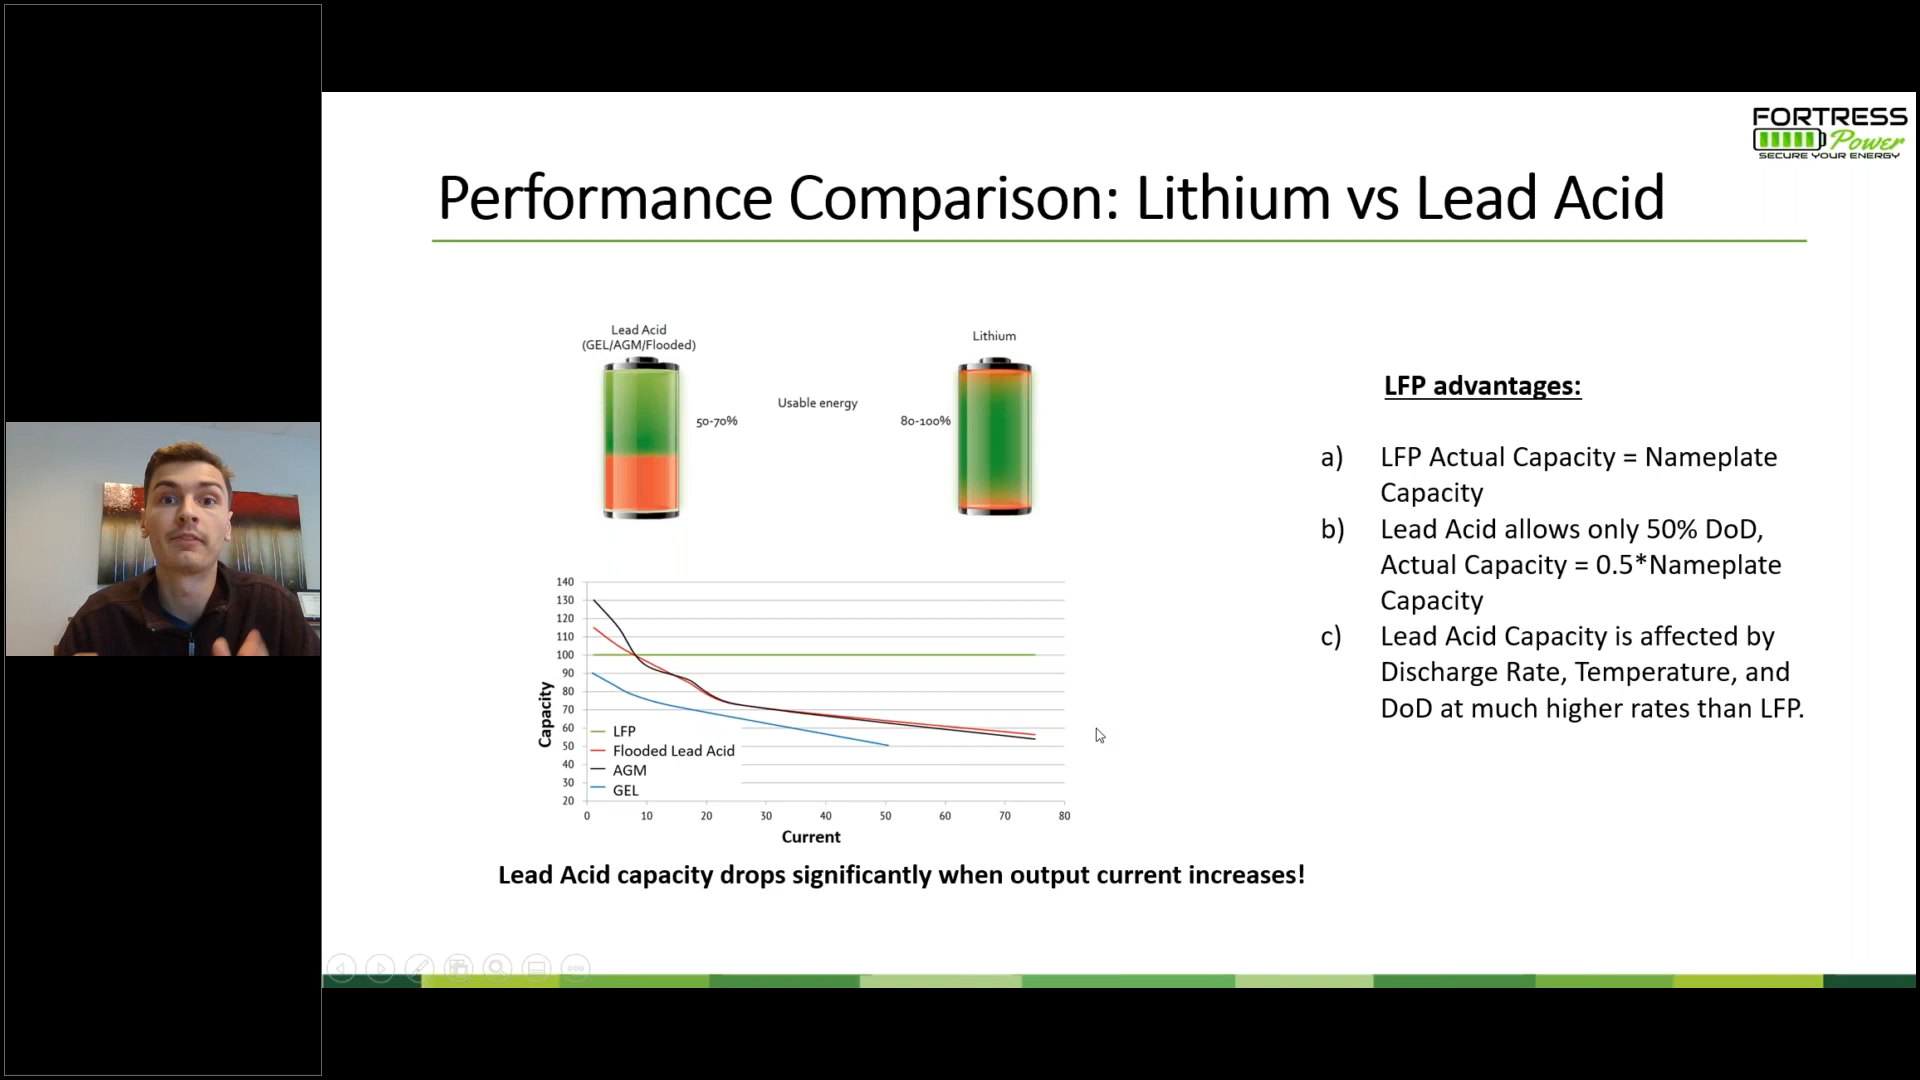 FORTRESS
Power
SECURE YOUR ENERGY
Performance Comparison: Lithium vs Lead Acid
Lead Acid
(GEL/AGM/Flooded)
50-70%
Usable energy
Lithium
80-100%
LFP advantages:
a) LFP Actual Capacity = Nameplate
Capacity
b) Lead Acid allows only 50% DoD,
Actual Capacity = 0.5*Nameplate
Capacity
c) Lead Acid Capacity is affected by
Discharge Rate, Temperature, and
DoD at much higher rates than LFP.
140
130
120
110
100
90
80
70
60
50
40
30
20
Capacity
LFP
Flooded Lead Acid
AGM
GEL
0 10 20 30 40 50 60 70 80
Current
Lead Acid capacity drops significantly when output current increases!